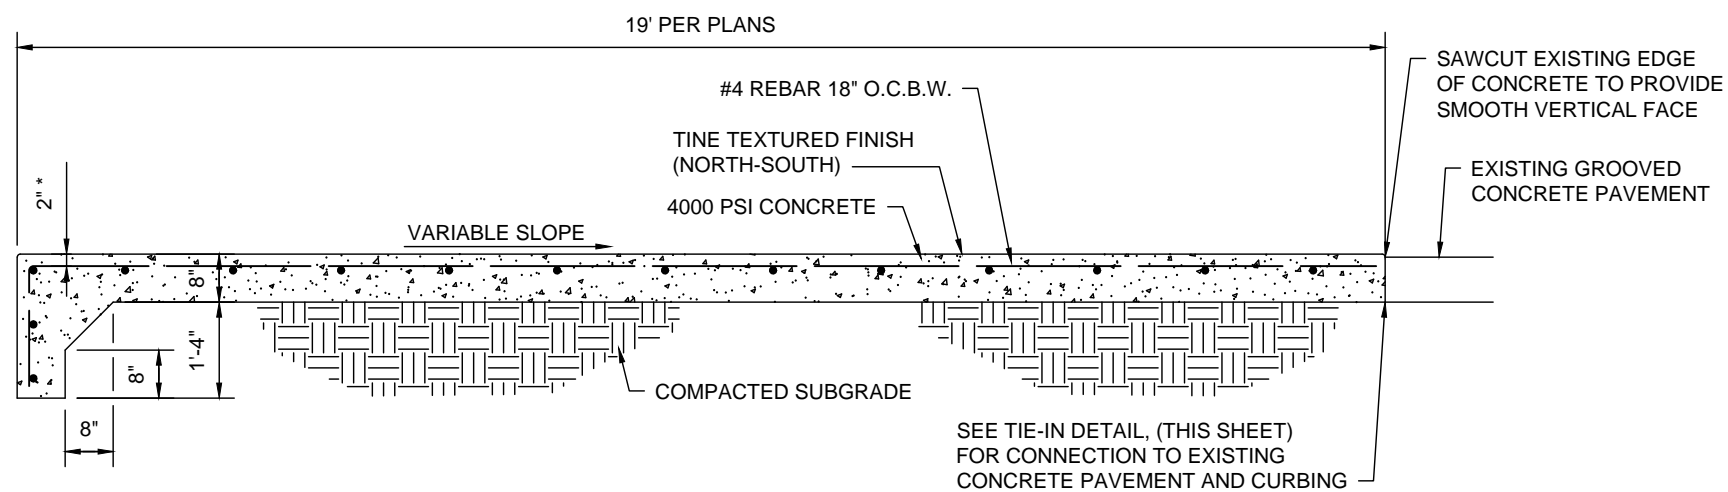 19' PER PLANS
SAWCUT EXISTING EDGE
OF CONCRETE TO PROVIDE
SMOOTH VERTICAL FACE
#4 REBAR 18" O.C.B.W.
TINE TEXTURED FINISH
(NORTH-SOUTH)
EXISTING GROOVED
CONCRETE PAVEMENT
2" *
4000 PSI CONCRETE
VARIABLE SLOPE
8"
1'-4"
8"
8"
COMPACTED SUBGRADE
SEE TIE-IN DETAIL, (THIS SHEET)
FOR CONNECTION TO EXISTING
CONCRETE PAVEMENT AND CURBING